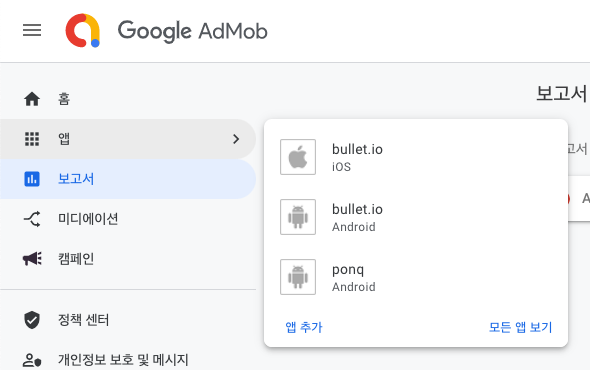 Google AdMob
홈
앱
보고서
미디에이션
캠페인
정책 센터
개인정보 보호 및 메시지
보고서
bullet.io
iOS
bullet.io
Android
ponq
Android
앱 추가
모든 앱 보기
고서
A